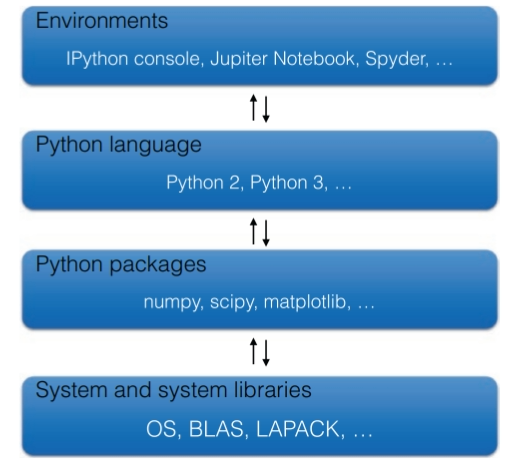 Environments
IPython console, Jupiter Notebook, Spyder, …
Python language
Python 2, Python 3, …
Python packages
numpy, scipy, matplotlib, …
System and system libraries
OS, BLAS, LAPACK, …